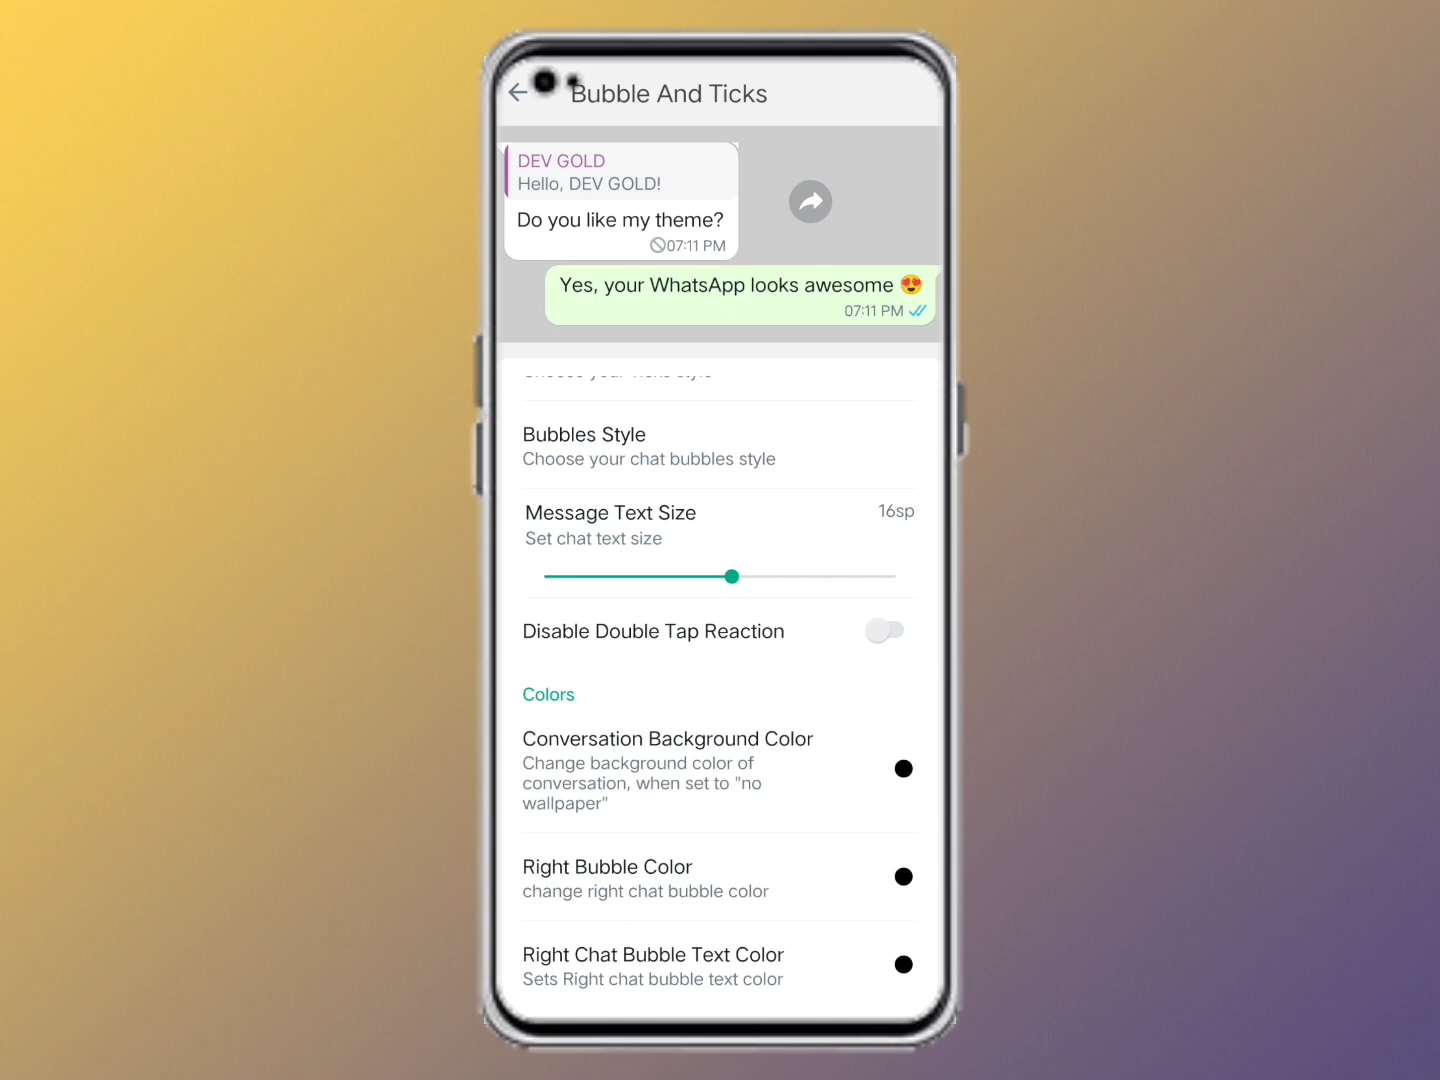 Bubble And Ticks
DEV GOLD
Hello, DEV GOLD!
Do you like my theme?
07:11 PM
Yes, your WhatsApp looks awesome 😍
07:11 PM
Bubbles Style
Choose your chat bubbles style
Message Text Size
16sp
Set chat text size
Disable Double Tap Reaction
Colors
Conversation Background Color
Change background color of
conversation, when set to "no
wallpaper"
Right Bubble Color
change right chat bubble color
Right Chat Bubble Text Color
Sets Right chat bubble text color